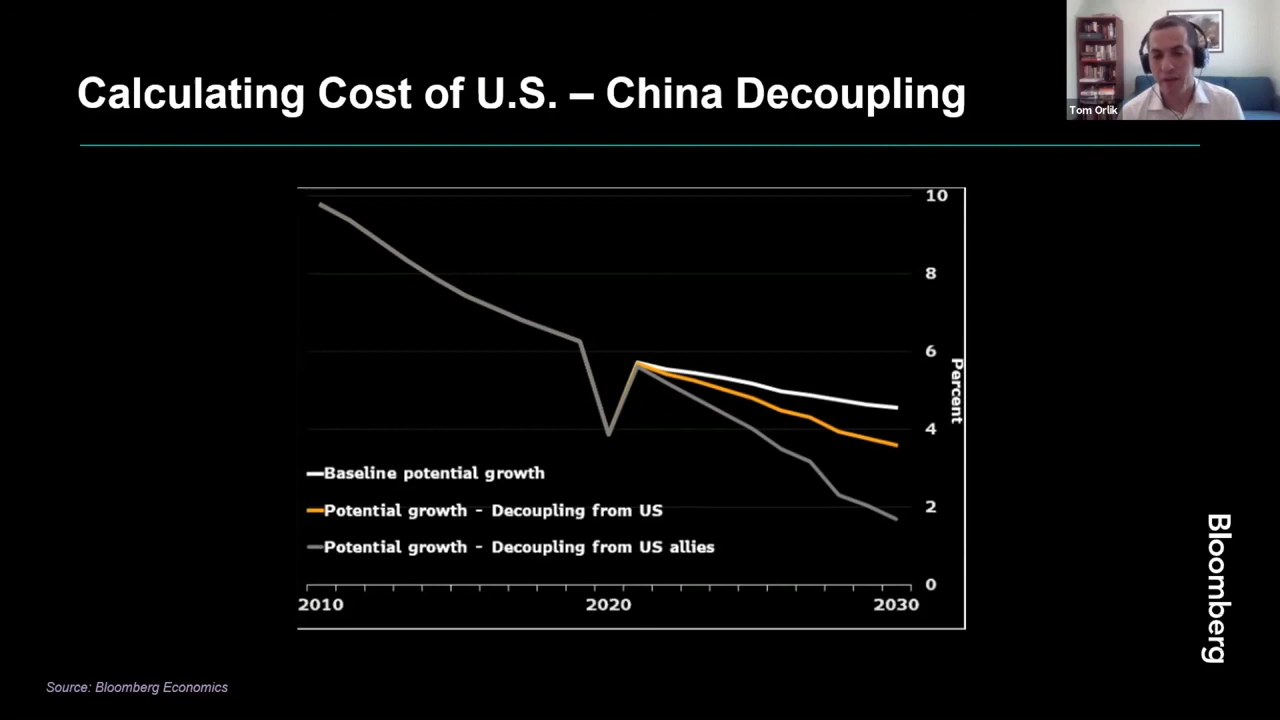 Calculating Cost of U.S. – China Decoupling
Tom Orlik
10
8
6
4
2
0
Percent
Baseline potential growth
Potential growth - Decoupling from US
Potential growth - Decoupling from US allies
2010 2020 2030
Bloomberg
Source: Bloomberg Economics